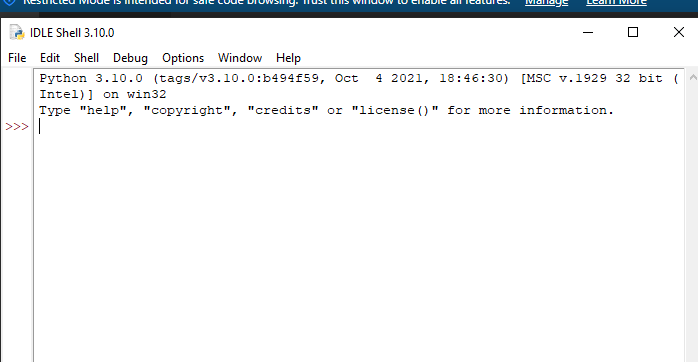 Restricted Mode is intended for safe code browsing. Trust this window to enable all features. Manage Learn More
IDLE Shell 3.10.0
File Edit Shell Debug Options Window Help
Python 3.10.0 (tags/v3.10.0:b494f59, Oct  4 2021, 18:46:30) [MSC v.1929 32 bit (
Intel)] on win32
Type "help", "copyright", "credits" or "license()" for more information.
>>>